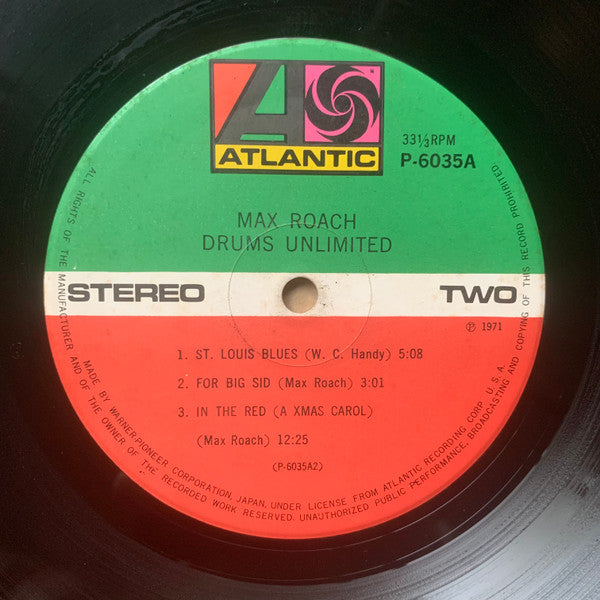 ATLANTIC
33⅓ RPM
P-6035A
MAX ROACH
DRUMS UNLIMITED
STEREO
TWO
℗ 1971
1. ST. LOUIS BLUES (W. C. Handy) 5:08
2. FOR BIG SID (Max Roach) 3:01
3. IN THE RED (A XMAS CAROL)
(Max Roach) 12:25
(P-6035A2)
MADE BY WARNER-PIONEER CORPORATION, JAPAN, UNDER LICENSE FROM ATLANTIC RECORDING CORP. U. S. A.
ALL RIGHTS OF THE MANUFACTURER AND OF THE OWNER OF THE RECORDED WORK RESERVED. UNAUTHORIZED PUBLIC PERFORMANCE, BROADCASTING AND COPYING OF THIS RECORD PROHIBITED.